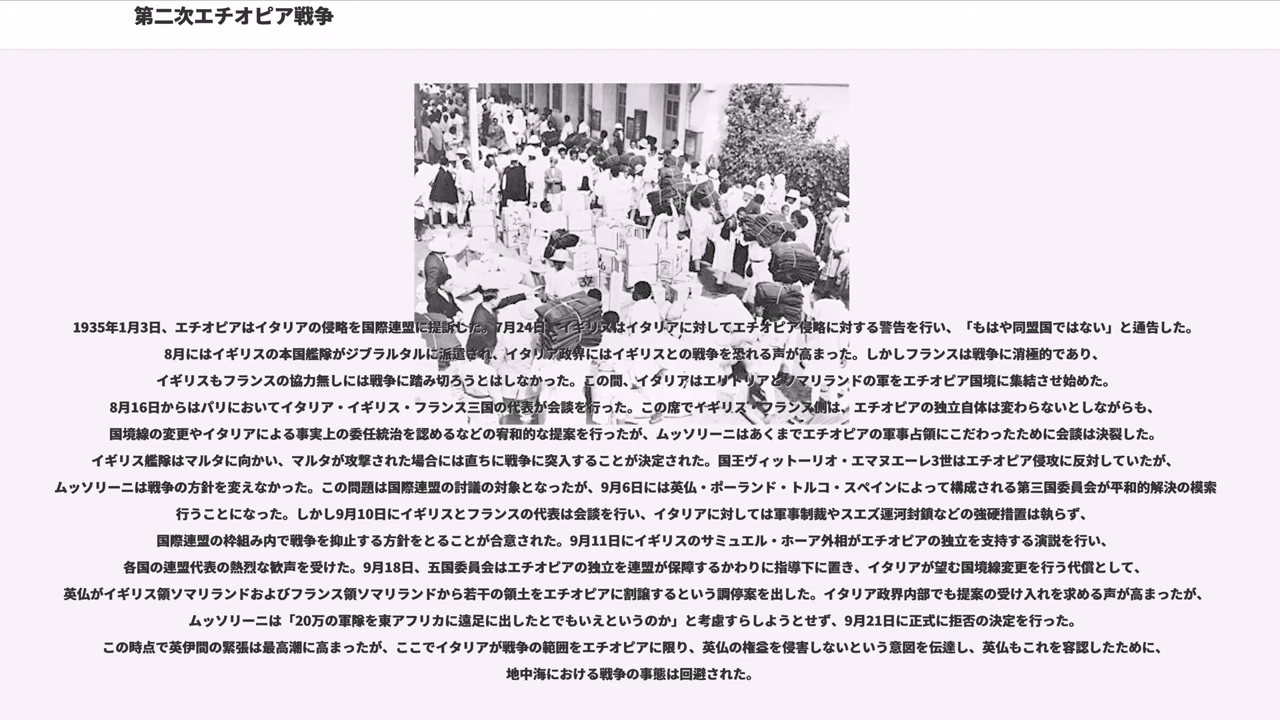 第二次エチオピア戦争
1935年1月3日、エチオピアはイタリアの侵略を国際連盟に提訴した。7月24日、イギリスはイタリアに対してエチオピア侵略に対する警告を行い、「もはや同盟国ではない」と通告した。
8月にはイギリスの本国艦隊がジブラルタルに派遣され、イタリア政界にはイギリスとの戦争を恐れる声が高まった。しかしフランスは戦争に消極的であり、
イギリスもフランスの協力無しには戦争に踏み切ろうとはしなかった。この間、イタリアはエリトリアとソマリランドの軍をエチオピア国境に集結させ始めた。
8月16日からはパリにおいてイタリア・イギリス・フランス三国の代表が会談を行った。この席でイギリス・フランス側は、エチオピアの独立自体は変わらないとしながらも、
国境線の変更やイタリアによる事実上の委任統治を認めるなどの宥和的な提案を行ったが、ムッソリーニはあくまでエチオピアの軍事占領にこだわったために会談は決裂した。
イギリス艦隊はマルタに向かい、マルタが攻撃された場合には直ちに戦争に突入することが決定された。国王ヴィットーリオ・エマヌエーレ3世はエチオピア侵攻に反対していたが、
ムッソリーニは戦争の方針を変えなかった。この問題は国際連盟の討議の対象となったが、9月6日には英仏・ポーランド・トルコ・スペインによって構成される第三国委員会が平和的解決の模索
行うことになった。しかし9月10日にイギリスとフランスの代表は会談を行い、イタリアに対しては軍事制裁やスエズ運河封鎖などの強硬措置は執らず、
国際連盟の枠組み内で戦争を抑止する方針をとることが合意された。9月11日にイギリスのサミュエル・ホーア外相がエチオピアの独立を支持する演説を行い、
各国の連盟代表の熱烈な歓声を受けた。9月18日、五国委員会はエチオピアの独立を連盟が保障するかわりに指導下に置き、イタリアが望む国境線変更を行う代償として、
英仏がイギリス領ソマリランドおよびフランス領ソマリランドから若干の領土をエチオピアに割譲するという調停案を出した。イタリア政界内部でも提案の受け入れを求める声が高まったが、
ムッソリーニは「20万の軍隊を東アフリカに遠足に出したとでもいえというのか」と考慮すらしようとせず、9月21日に正式に拒否の決定を行った。
この時点で英伊間の緊張は最高潮に高まったが、ここでイタリアが戦争の範囲をエチオピアに限り、英仏の権益を侵害しないという意図を伝達し、英仏もこれを容認したために、
地中海における戦争の事態は回避された。